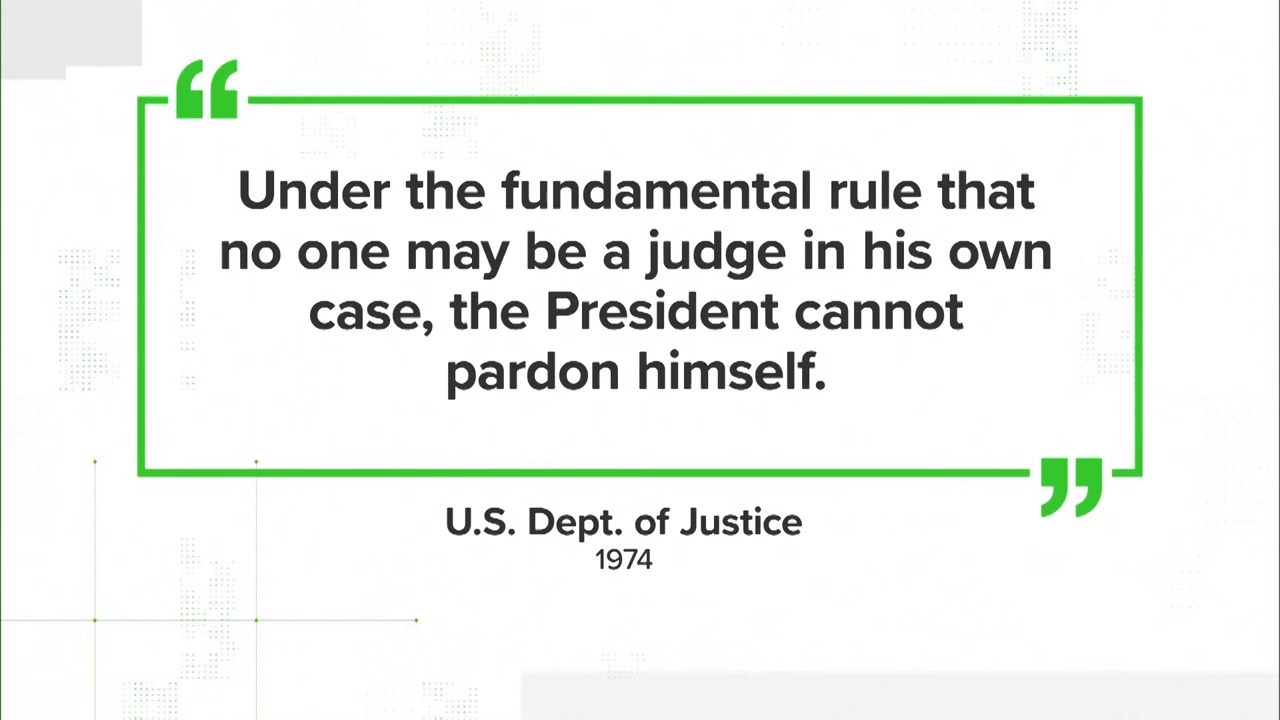 “
Under the fundamental rule that
no one may be a judge in his own
case, the President cannot
pardon himself.
”
U.S. Dept. of Justice
1974